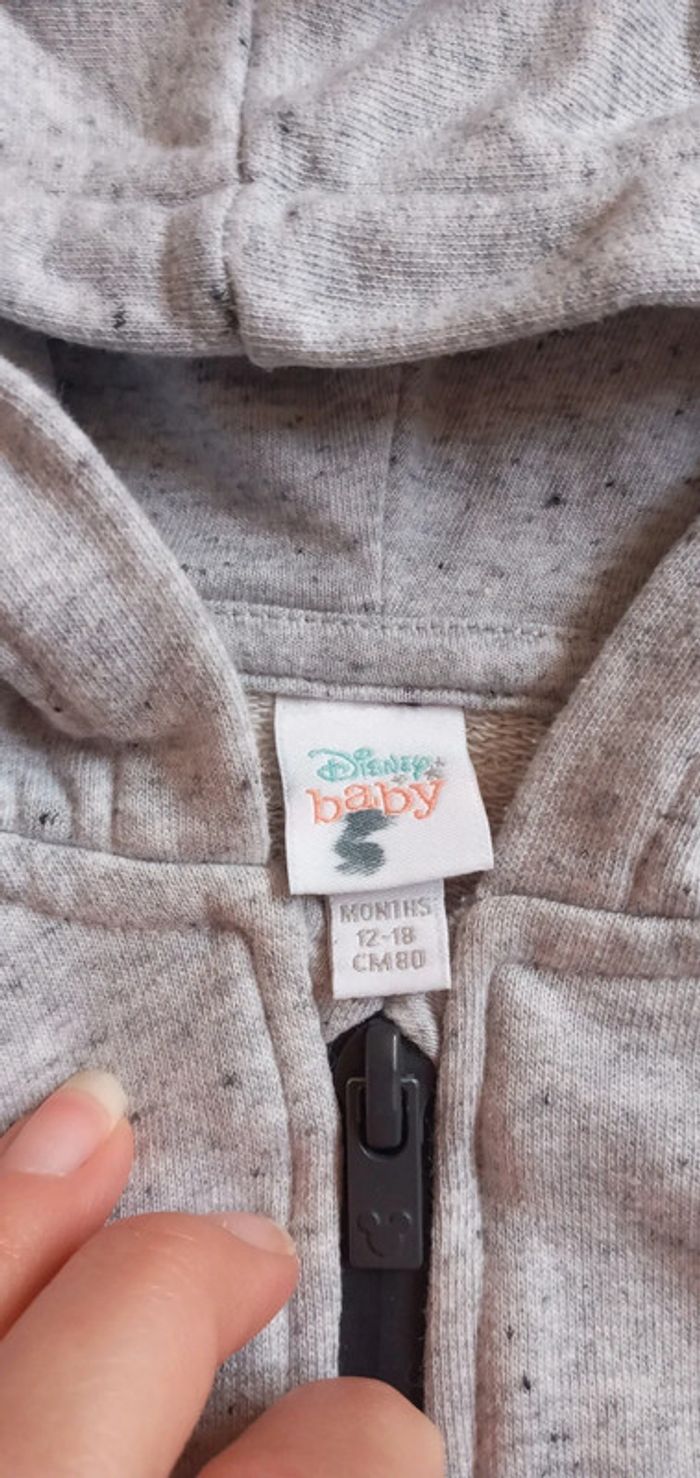 Disney
baby
MONTHS
12-18
CM80